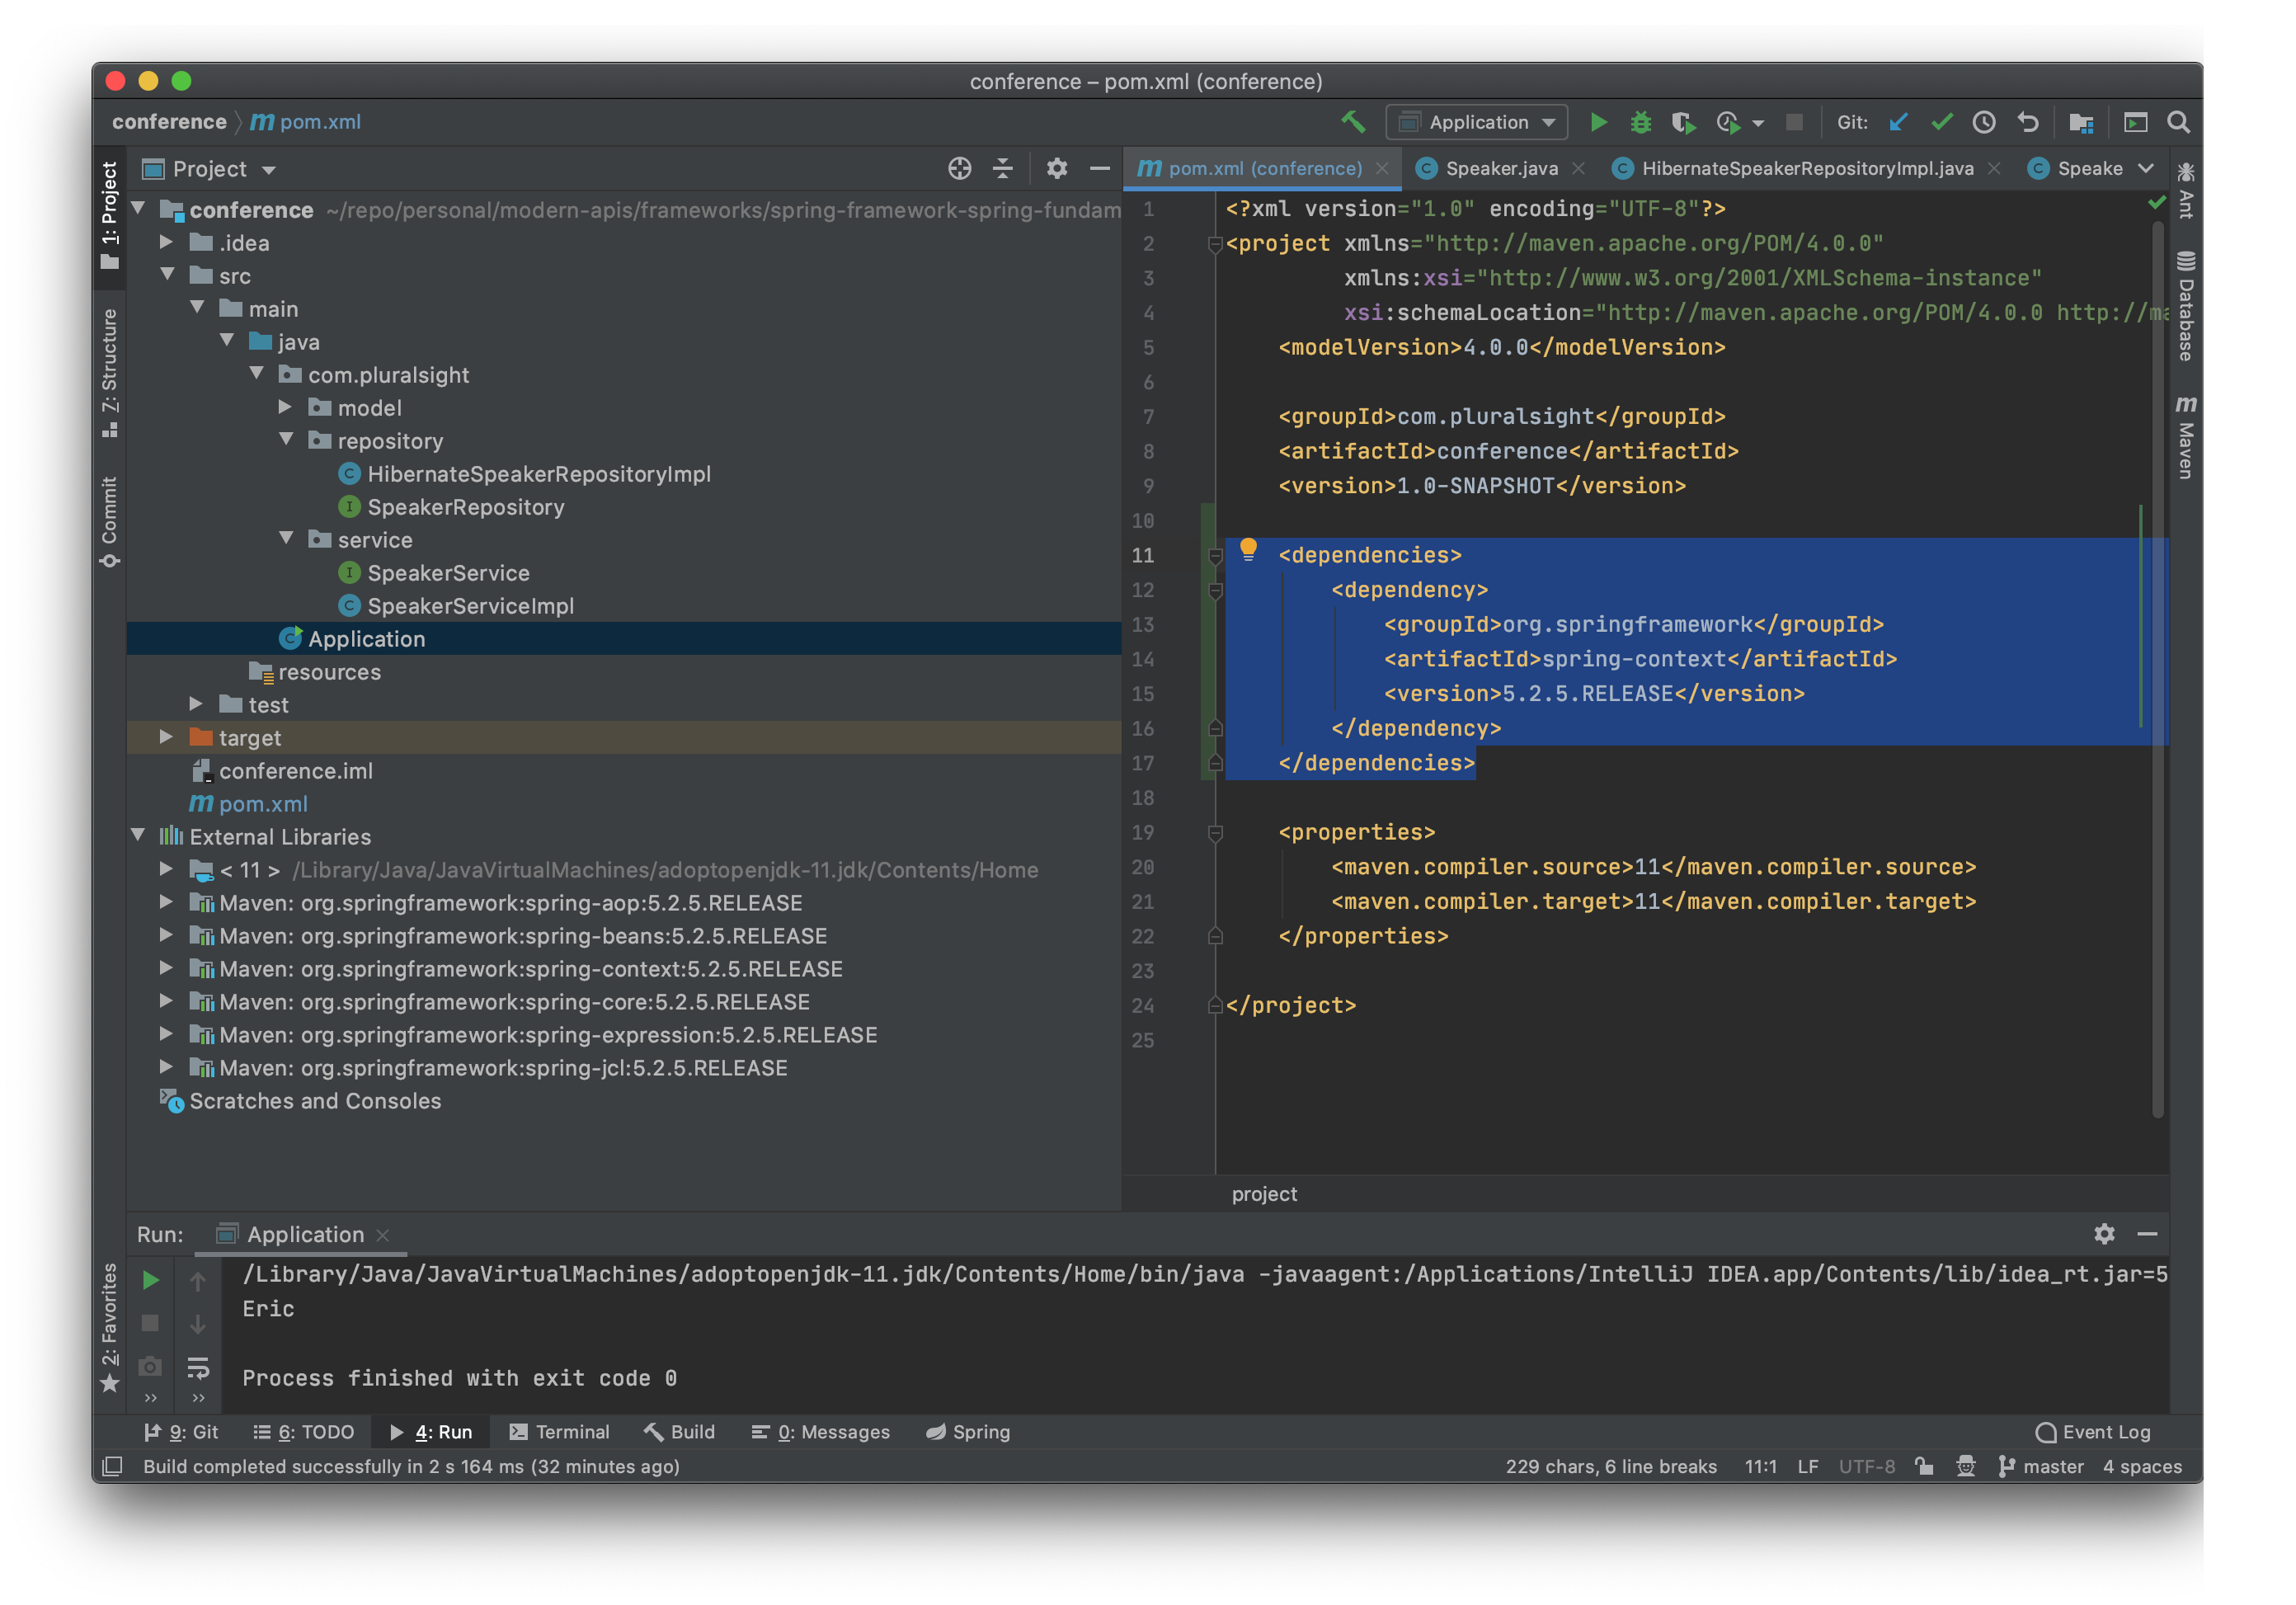 conference – pom.xml (conference)
conference
m pom.xml
Application
Git:
1: Project
Z: Structure
Commit
2: Favorites
Project
conference ~/repo/personal/modern-apis/frameworks/spring-framework-spring-fundam
.idea
src
main
java
com.pluralsight
model
repository
C HibernateSpeakerRepositoryImpl
I SpeakerRepository
service
I SpeakerService
C SpeakerServiceImpl
C Application
resources
test
target
conference.iml
m pom.xml
External Libraries
< 11 > /Library/Java/JavaVirtualMachines/adoptopenjdk-11.jdk/Contents/Home
Maven: org.springframework:spring-aop:5.2.5.RELEASE
Maven: org.springframework:spring-beans:5.2.5.RELEASE
Maven: org.springframework:spring-context:5.2.5.RELEASE
Maven: org.springframework:spring-core:5.2.5.RELEASE
Maven: org.springframework:spring-expression:5.2.5.RELEASE
Maven: org.springframework:spring-jcl:5.2.5.RELEASE
Scratches and Consoles
m pom.xml (conference)
C Speaker.java
C HibernateSpeakerRepositoryImpl.java
C Speake
1 <?xml version="1.0" encoding="UTF-8"?>
2 <project xmlns="http://maven.apache.org/POM/4.0.0"
3 xmlns:xsi="http://www.w3.org/2001/XMLSchema-instance"
4 xsi:schemaLocation="http://maven.apache.org/POM/4.0.0 http://ma
5 <modelVersion>4.0.0</modelVersion>
6
7 <groupId>com.pluralsight</groupId>
8 <artifactId>conference</artifactId>
9 <version>1.0-SNAPSHOT</version>
10
11 <dependencies>
12 <dependency>
13 <groupId>org.springframework</groupId>
14 <artifactId>spring-context</artifactId>
15 <version>5.2.5.RELEASE</version>
16 </dependency>
17 </dependencies>
18
19 <properties>
20 <maven.compiler.source>11</maven.compiler.source>
21 <maven.compiler.target>11</maven.compiler.target>
22 </properties>
23
24 </project>
25
project
Ant
Database
m Maven
Run:
Application
/Library/Java/JavaVirtualMachines/adoptopenjdk-11.jdk/Contents/Home/bin/java -javaagent:/Applications/IntelliJ IDEA.app/Contents/lib/idea_rt.jar=5
Eric
Process finished with exit code 0
9: Git
6: TODO
4: Run
Terminal
Build
0: Messages
Spring
Event Log
Build completed successfully in 2 s 164 ms (32 minutes ago)
229 chars, 6 line breaks
11:1
LF
UTF-8
master
4 spaces